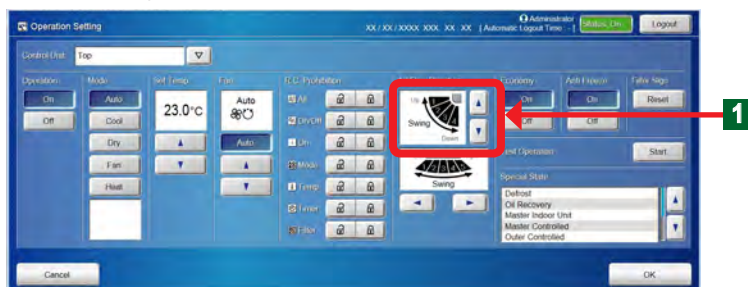 Operation Setting
XX / XX / XXXX XXX XX : XX [ Automatic Logout Time : - ]
Administrator
Status: On
Logout
Control Unit: Top
Operation
On
Off
Mode
Auto
Cool
Dry
Fan
Heat
Set Temp.
23.0°C
Fan
Auto
Auto
R.C. Prohibition
All
On/Off
On
Mode
Temp.
Timer
Filter
Up
Swing
Down
Swing
Economy
On
Off
Anti Freeze
On
Off
Filter Sign
Reset
Test Operation
Start
Special State
Defrost
Oil Recovery
Master Indoor Unit
Master Controlled
Outer Controlled
Cancel
OK
1